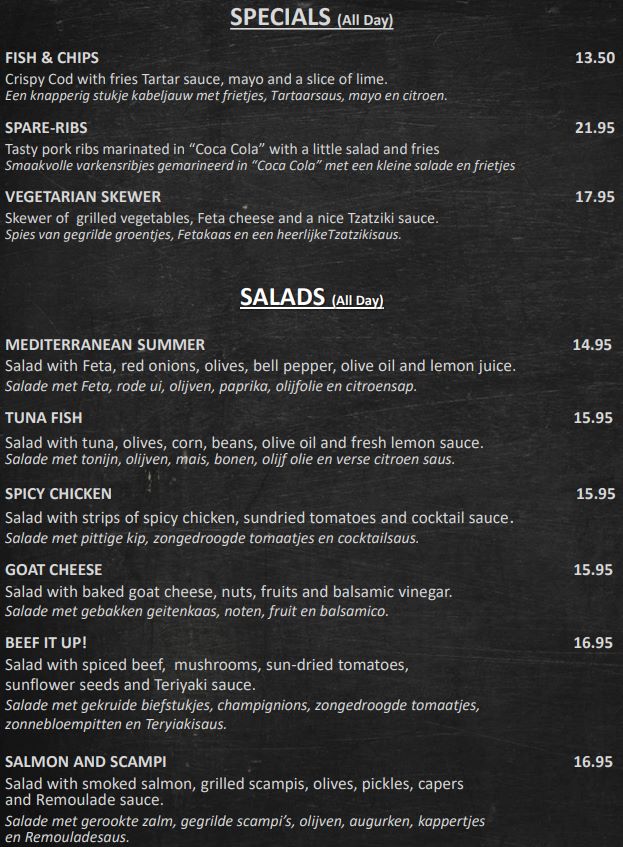 SPECIALS (All Day)
FISH & CHIPS 13.50
Crispy Cod with fries Tartar sauce, mayo and a slice of lime.
Een knapperig stukje kabeljauw met frietjes, Tartaarsaus, mayo en citroen.
SPARE-RIBS 21.95
Tasty pork ribs marinated in “Coca Cola” with a little salad and fries
Smaakvolle varkensribjes gemarineerd in “Coca Cola” met een kleine salade en frietjes
VEGETARIAN SKEWER 17.95
Skewer of grilled vegetables, Feta cheese and a nice Tzatziki sauce.
Spies van gegrilde groentjes, Fetakaas en een heerlijkeTzatzikisaus.
SALADS (All Day)
MEDITERRANEAN SUMMER 14.95
Salad with Feta, red onions, olives, bell pepper, olive oil and lemon juice.
Salade met Feta, rode ui, olijven, paprika, olijfolie en citroensap.
TUNA FISH 15.95
Salad with tuna, olives, corn, beans, olive oil and fresh lemon sauce.
Salade met tonijn, olijven, mais, bonen, olijf olie en verse citroen saus.
SPICY CHICKEN 15.95
Salad with strips of spicy chicken, sundried tomatoes and cocktail sauce.
Salade met pittige kip, zongedroogde tomaatjes en cocktailsaus.
GOAT CHEESE 15.95
Salad with baked goat cheese, nuts, fruits and balsamic vinegar.
Salade met gebakken geitenkaas, noten, fruit en balsamico.
BEEF IT UP! 16.95
Salad with spiced beef, mushrooms, sun-dried tomatoes,
sunflower seeds and Teriyaki sauce.
Salade met gekruide biefstukjes, champignions, zongedroogde tomaatjes,
zonnebloempitten en Teryiakisaus.
SALMON AND SCAMPI 16.95
Salad with smoked salmon, grilled scampis, olives, pickles, capers
and Remoulade sauce.
Salade met gerookte zalm, gegrilde scampi’s, olijven, augurken, kappertjes
en Remouladesaus.